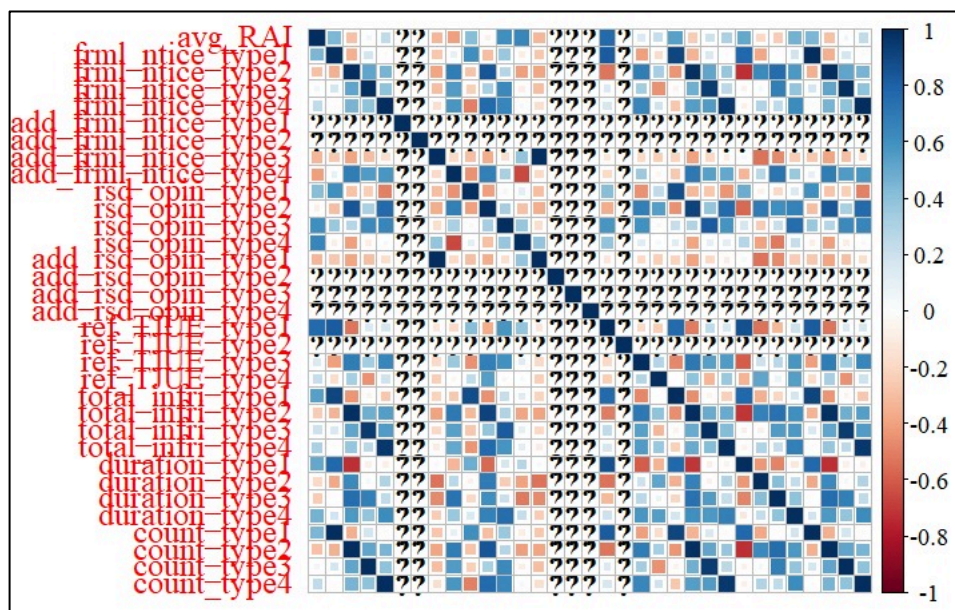 avg_RAI
frml_ntice_type1
frml_ntice_type2
frml_ntice_type3
frml_ntice_type4
add_frml_ntice_type1
add_frml_ntice_type2
add_frml_ntice_type3
add_frml_ntice_type4
rsd_opin_type1
rsd_opin_type2
rsd_opin_type3
rsd_opin_type4
add_rsd_opin_type1
add_rsd_opin_type2
add_rsd_opin_type3
add_rsd_opin_type4
ref_TJUE_type1
ref_TJUE_type2
ref_TJUE_type3
ref_TJUE_type4
total_infri_type1
total_infri_type2
total_infri_type3
total_infri_type4
duration_type1
duration_type2
duration_type3
duration_type4
count_type1
count_type2
count_type3
count_type4
1
0.8
0.6
0.4
0.2
0
-0.2
-0.4
-0.6
-0.8
-1